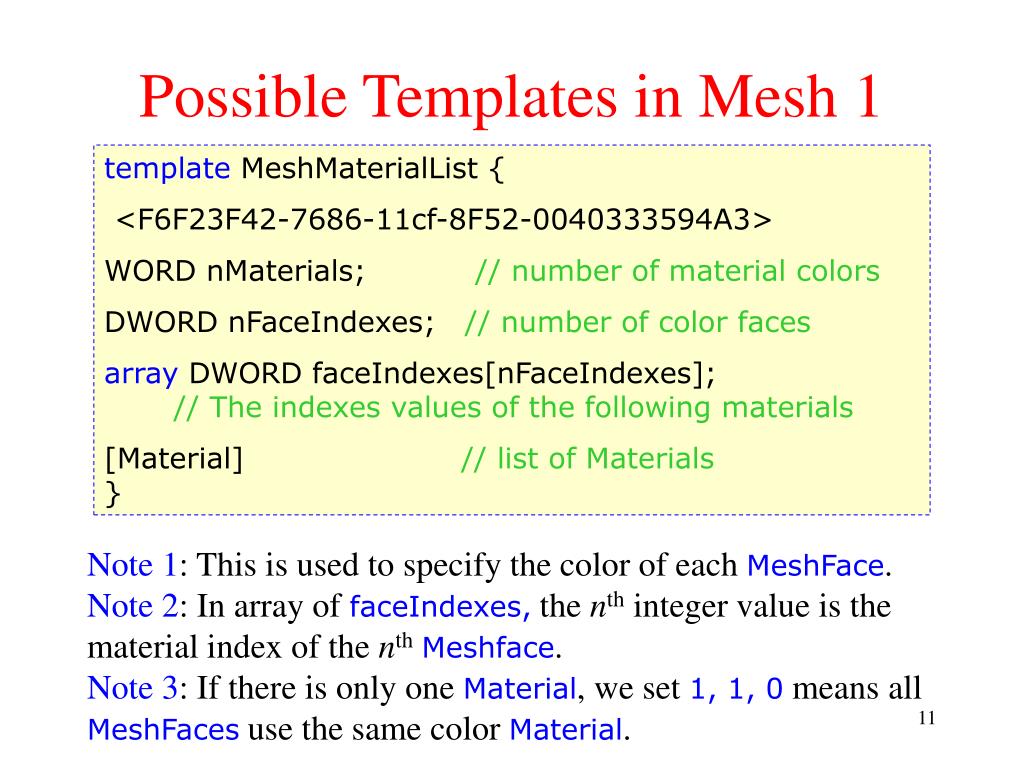 Possible Templates in Mesh 1
template MeshMaterialList {
<F6F23F42-7686-11cf-8F52-0040333594A3>
WORD nMaterials; // number of material colors
DWORD nFaceIndexes; // number of color faces
array DWORD faceIndexes[nFaceIndexes];
// The indexes values of the following materials
[Material] // list of Materials
}
Note 1: This is used to specify the color of each MeshFace.
Note 2: In array of faceIndexes, the nth integer value is the
material index of the nth Meshface.
Note 3: If there is only one Material, we set 1, 1, 0 means all
MeshFaces use the same color Material.
11